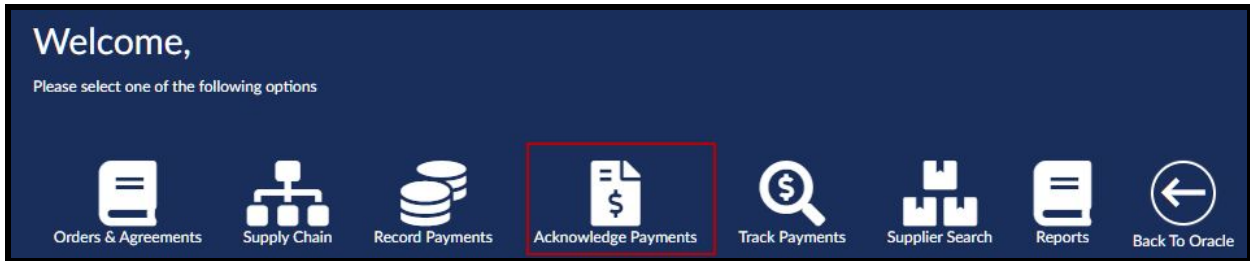 Welcome,
Please select one of the following options
Orders & Agreements
Supply Chain
Record Payments
Acknowledge Payments
Track Payments
Supplier Search
Reports
Back To Oracle